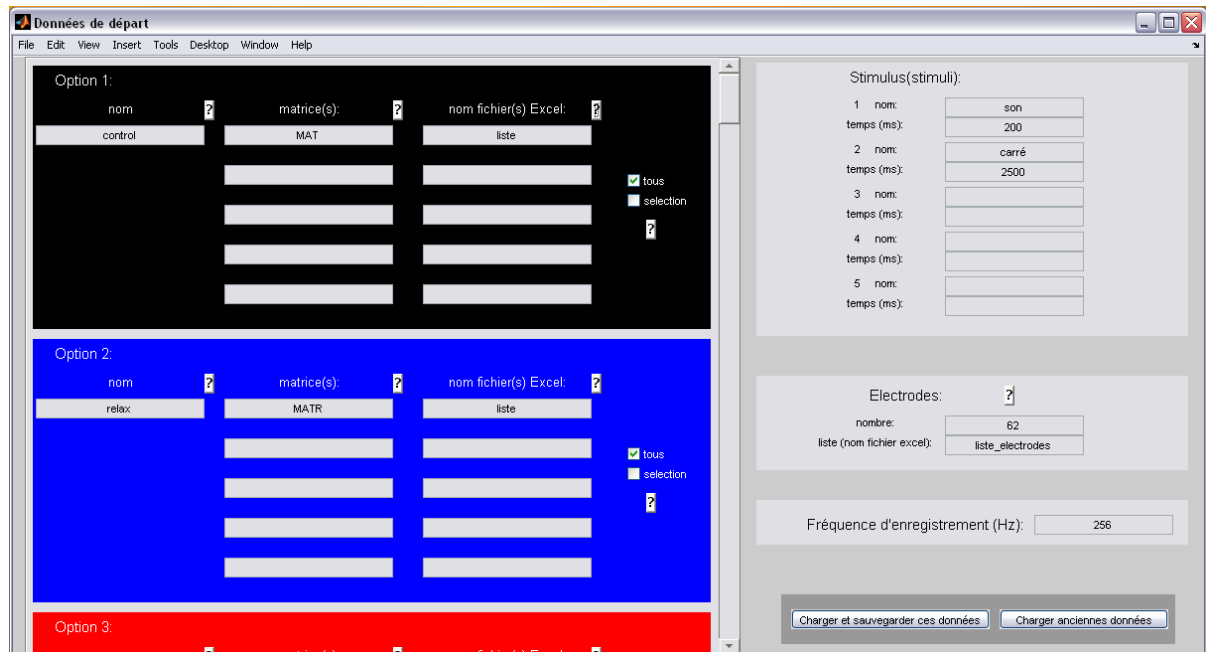 Données de départ
File Edit View Insert Tools Desktop Window Help
Option 1:
nom ? matrice(s): ? nom fichier(s) Excel: ?
control MAT liste
tous
selection
?
Option 2:
nom ? matrice(s): ? nom fichier(s) Excel: ?
relax MATR liste
tous
selection
?
Option 3:
Stimulus(stimuli):
1 nom: son
temps (ms): 200
2 nom: carré
temps (ms): 2500
3 nom:
temps (ms):
4 nom:
temps (ms):
5 nom:
temps (ms):
Electrodes: ?
nombre: 62
liste (nom fichier excel): liste_electrodes
Fréquence d'enregistrement (Hz): 256
Charger et sauvegarder ces données Charger anciennes données